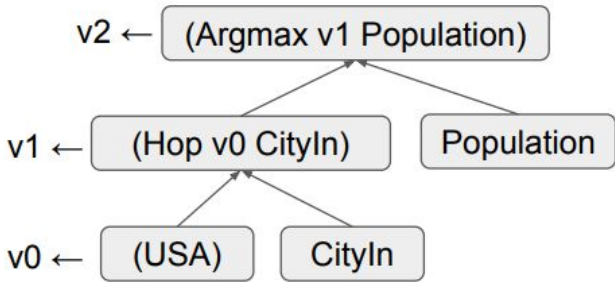 v2 ← (Argmax v1 Population)
v1 ← (Hop v0 CityIn) Population
v0 ← (USA) CityIn